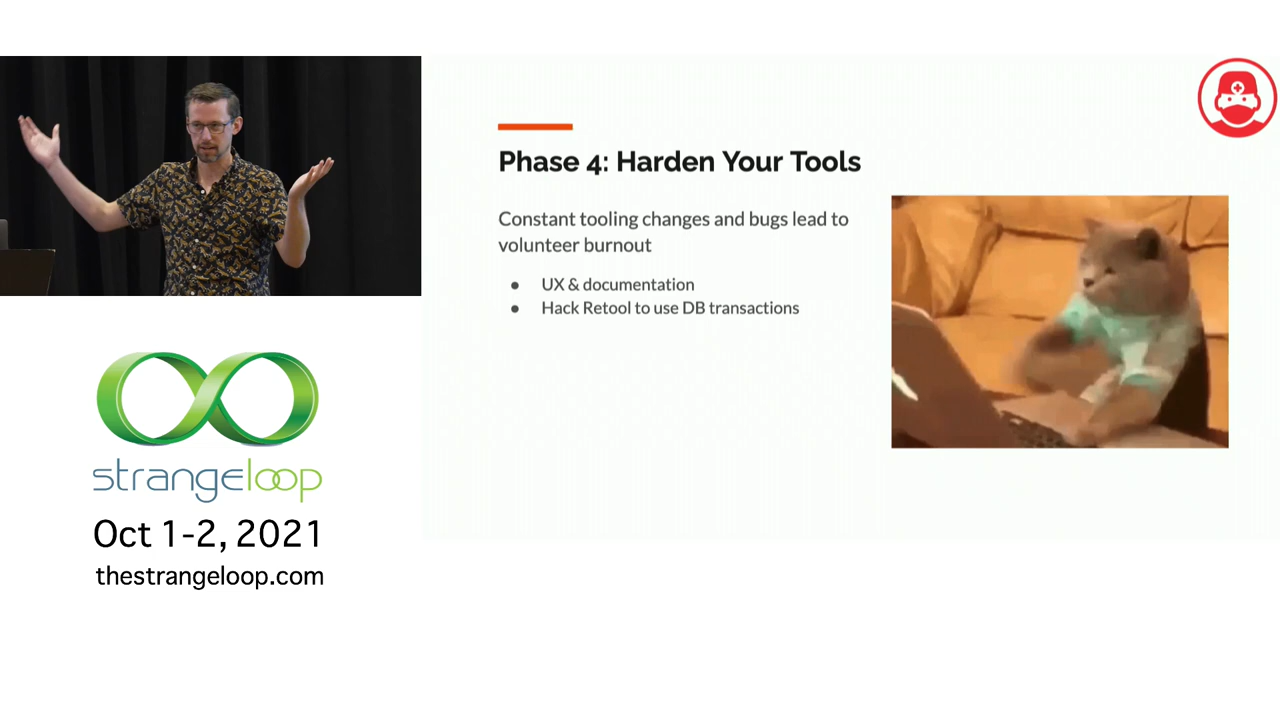 Phase 4: Harden Your Tools
Constant tooling changes and bugs lead to
volunteer burnout
● UX & documentation
● Hack Retool to use DB transactions
strangeloop
Oct 1-2, 2021
thestrangeloop.com